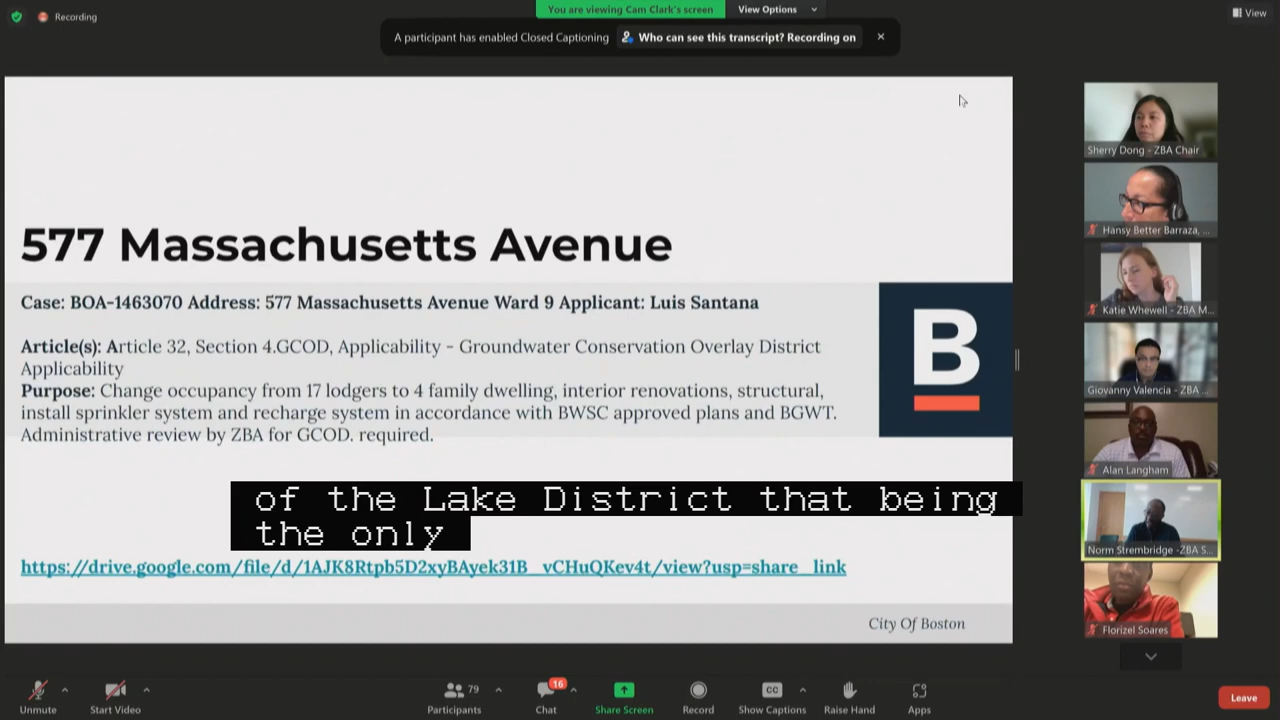 You are viewing Cam Clark's screen
View Options
Recording
View
A participant has enabled Closed Captioning
Who can see this transcript? Recording on
577 Massachusetts Avenue
Case: BOA-1463070 Address: 577 Massachusetts Avenue Ward 9 Applicant: Luis Santana
Article(s): Article 32, Section 4.GCOD, Applicability - Groundwater Conservation Overlay District
Applicability
Purpose: Change occupancy from 17 lodgers to 4 family dwelling, interior renovations, structural,
install sprinkler system and recharge system in accordance with BWSC approved plans and BGWT.
Administrative review by ZBA for GCOD. required.
B
of the Lake District that being
the only
https://drive.google.com/file/d/1AJK8Rtpb5D2xyBAyek31B_vCHuQKev4t/view?usp=share_link
City Of Boston
Sherry Dong - ZBA Chair
Hansy Better Barraza, ...
Katie Whewell - ZBA M...
Giovanny Valencia - ZBA ...
Alan Langham
Norm Strembridge -ZBA S...
Florizel Soares
Unmute
Start Video
79
Participants
16
Chat
Share Screen
Record
CC
Show Captions
Raise Hand
Apps
Leave